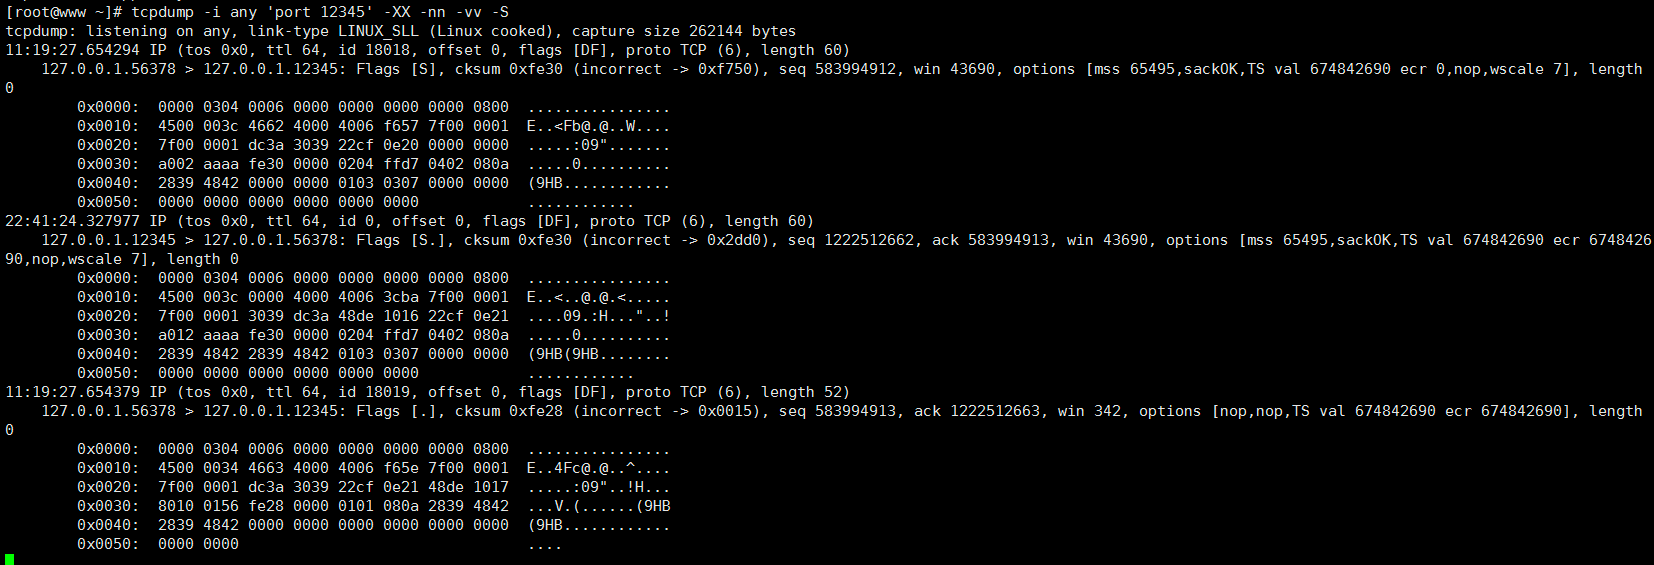 [root@www ~]# tcpdump -i any 'port 12345' -XX -nn -vv -S
tcpdump: listening on any, link-type LINUX_SLL (Linux cooked), capture size 262144 bytes
11:19:27.654294 IP (tos 0x0, ttl 64, id 18018, offset 0, flags [DF], proto TCP (6), length 60)
    127.0.0.1.56378 > 127.0.0.1.12345: Flags [S], cksum 0xfe30 (incorrect -> 0xf750), seq 583994912, win 43690, options [mss 65495,sackOK,TS val 674842690 ecr 0,nop,wscale 7], length
0
        0x0000:  0000 0304 0006 0000 0000 0000 0000 0800  ................
        0x0010:  4500 003c 4662 4000 4006 f657 7f00 0001  E..<Fb@.@..W....
        0x0020:  7f00 0001 dc3a 3039 22cf 0e20 0000 0000  .....:09".......
        0x0030:  a002 aaaa fe30 0000 0204 ffd7 0402 080a  .....0..........
        0x0040:  2839 4842 0000 0000 0103 0307 0000 0000  (9HB............
        0x0050:  0000 0000 0000 0000 0000 0000            ............
22:41:24.327977 IP (tos 0x0, ttl 64, id 0, offset 0, flags [DF], proto TCP (6), length 60)
    127.0.0.1.12345 > 127.0.0.1.56378: Flags [S.], cksum 0xfe30 (incorrect -> 0x2dd0), seq 1222512662, ack 583994913, win 43690, options [mss 65495,sackOK,TS val 674842690 ecr 6748426
90,nop,wscale 7], length 0
        0x0000:  0000 0304 0006 0000 0000 0000 0000 0800  ................
        0x0010:  4500 003c 0000 4000 4006 3cba 7f00 0001  E..<..@.@.<.....
        0x0020:  7f00 0001 3039 dc3a 48de 1016 22cf 0e21  ....09.:H..."..!
        0x0030:  a012 aaaa fe30 0000 0204 ffd7 0402 080a  .....0..........
        0x0040:  2839 4842 2839 4842 0103 0307 0000 0000  (9HB(9HB........
        0x0050:  0000 0000 0000 0000 0000 0000            ............
11:19:27.654379 IP (tos 0x0, ttl 64, id 18019, offset 0, flags [DF], proto TCP (6), length 52)
    127.0.0.1.56378 > 127.0.0.1.12345: Flags [.], cksum 0xfe28 (incorrect -> 0x0015), seq 583994913, ack 1222512663, win 342, options [nop,nop,TS val 674842690 ecr 674842690], length
0
        0x0000:  0000 0304 0006 0000 0000 0000 0000 0800  ................
        0x0010:  4500 0034 4663 4000 4006 f65e 7f00 0001  E..4Fc@.@..^....
        0x0020:  7f00 0001 dc3a 3039 22cf 0e21 48de 1017  .....:09"..!H...
        0x0030:  8010 0156 fe28 0000 0101 080a 2839 4842  ...V.(......(9HB
        0x0040:  2839 4842 0000 0000 0000 0000 0000 0000  (9HB............
        0x0050:  0000 0000                                ....